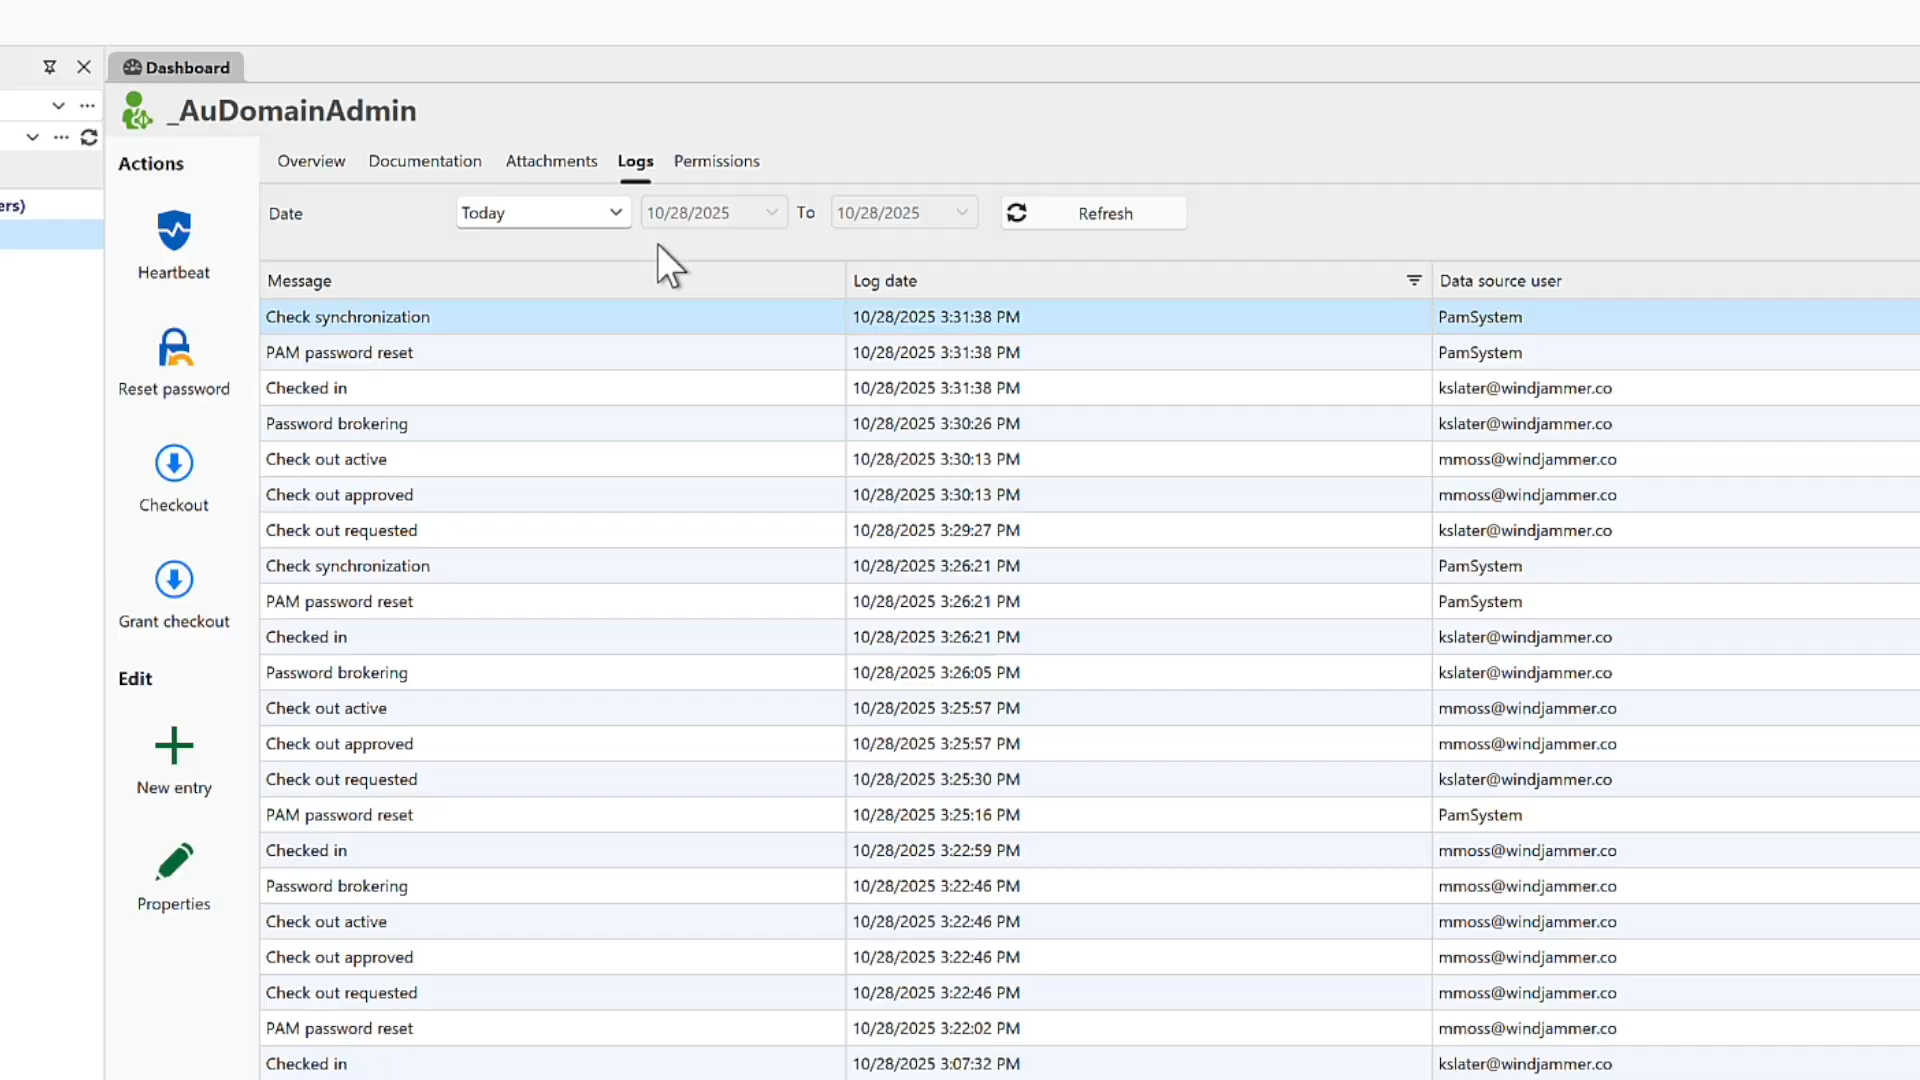 Dashboard
_AuDomainAdmin
ers)
Actions
Heartbeat
Reset password
Checkout
Grant checkout
Edit
New entry
Properties
Overview Documentation Attachments Logs Permissions
Date Today 10/28/2025 To 10/28/2025 Refresh
Message Log date Data source user
Check synchronization 10/28/2025 3:31:38 PM PamSystem
PAM password reset 10/28/2025 3:31:38 PM PamSystem
Checked in 10/28/2025 3:31:38 PM kslater@windjammer.co
Password brokering 10/28/2025 3:30:26 PM kslater@windjammer.co
Check out active 10/28/2025 3:30:13 PM mmoss@windjammer.co
Check out approved 10/28/2025 3:30:13 PM mmoss@windjammer.co
Check out requested 10/28/2025 3:29:27 PM kslater@windjammer.co
Check synchronization 10/28/2025 3:26:21 PM PamSystem
PAM password reset 10/28/2025 3:26:21 PM PamSystem
Checked in 10/28/2025 3:26:21 PM kslater@windjammer.co
Password brokering 10/28/2025 3:26:05 PM kslater@windjammer.co
Check out active 10/28/2025 3:25:57 PM mmoss@windjammer.co
Check out approved 10/28/2025 3:25:57 PM mmoss@windjammer.co
Check out requested 10/28/2025 3:25:30 PM kslater@windjammer.co
PAM password reset 10/28/2025 3:25:16 PM PamSystem
Checked in 10/28/2025 3:22:59 PM mmoss@windjammer.co
Password brokering 10/28/2025 3:22:46 PM mmoss@windjammer.co
Check out active 10/28/2025 3:22:46 PM mmoss@windjammer.co
Check out approved 10/28/2025 3:22:46 PM mmoss@windjammer.co
Check out requested 10/28/2025 3:22:46 PM mmoss@windjammer.co
PAM password reset 10/28/2025 3:22:02 PM mmoss@windjammer.co
Checked in 10/28/2025 3:07:32 PM kslater@windjammer.co